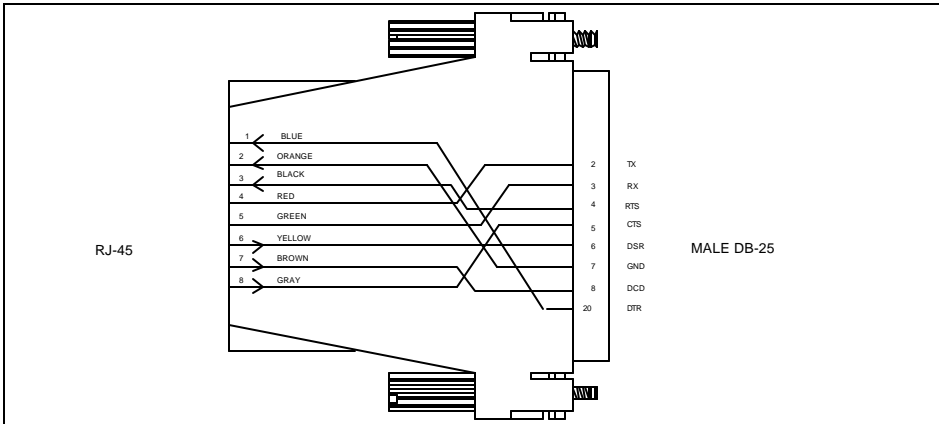 1 BLUE
2 ORANGE
3 BLACK
4 RED
5 GREEN
6 YELLOW
7 BROWN
8 GRAY
RJ-45
2 TX
3 RX
4 RTS
5 CTS
6 DSR
7 GND
8 DCD
20 DTR
MALE DB-25